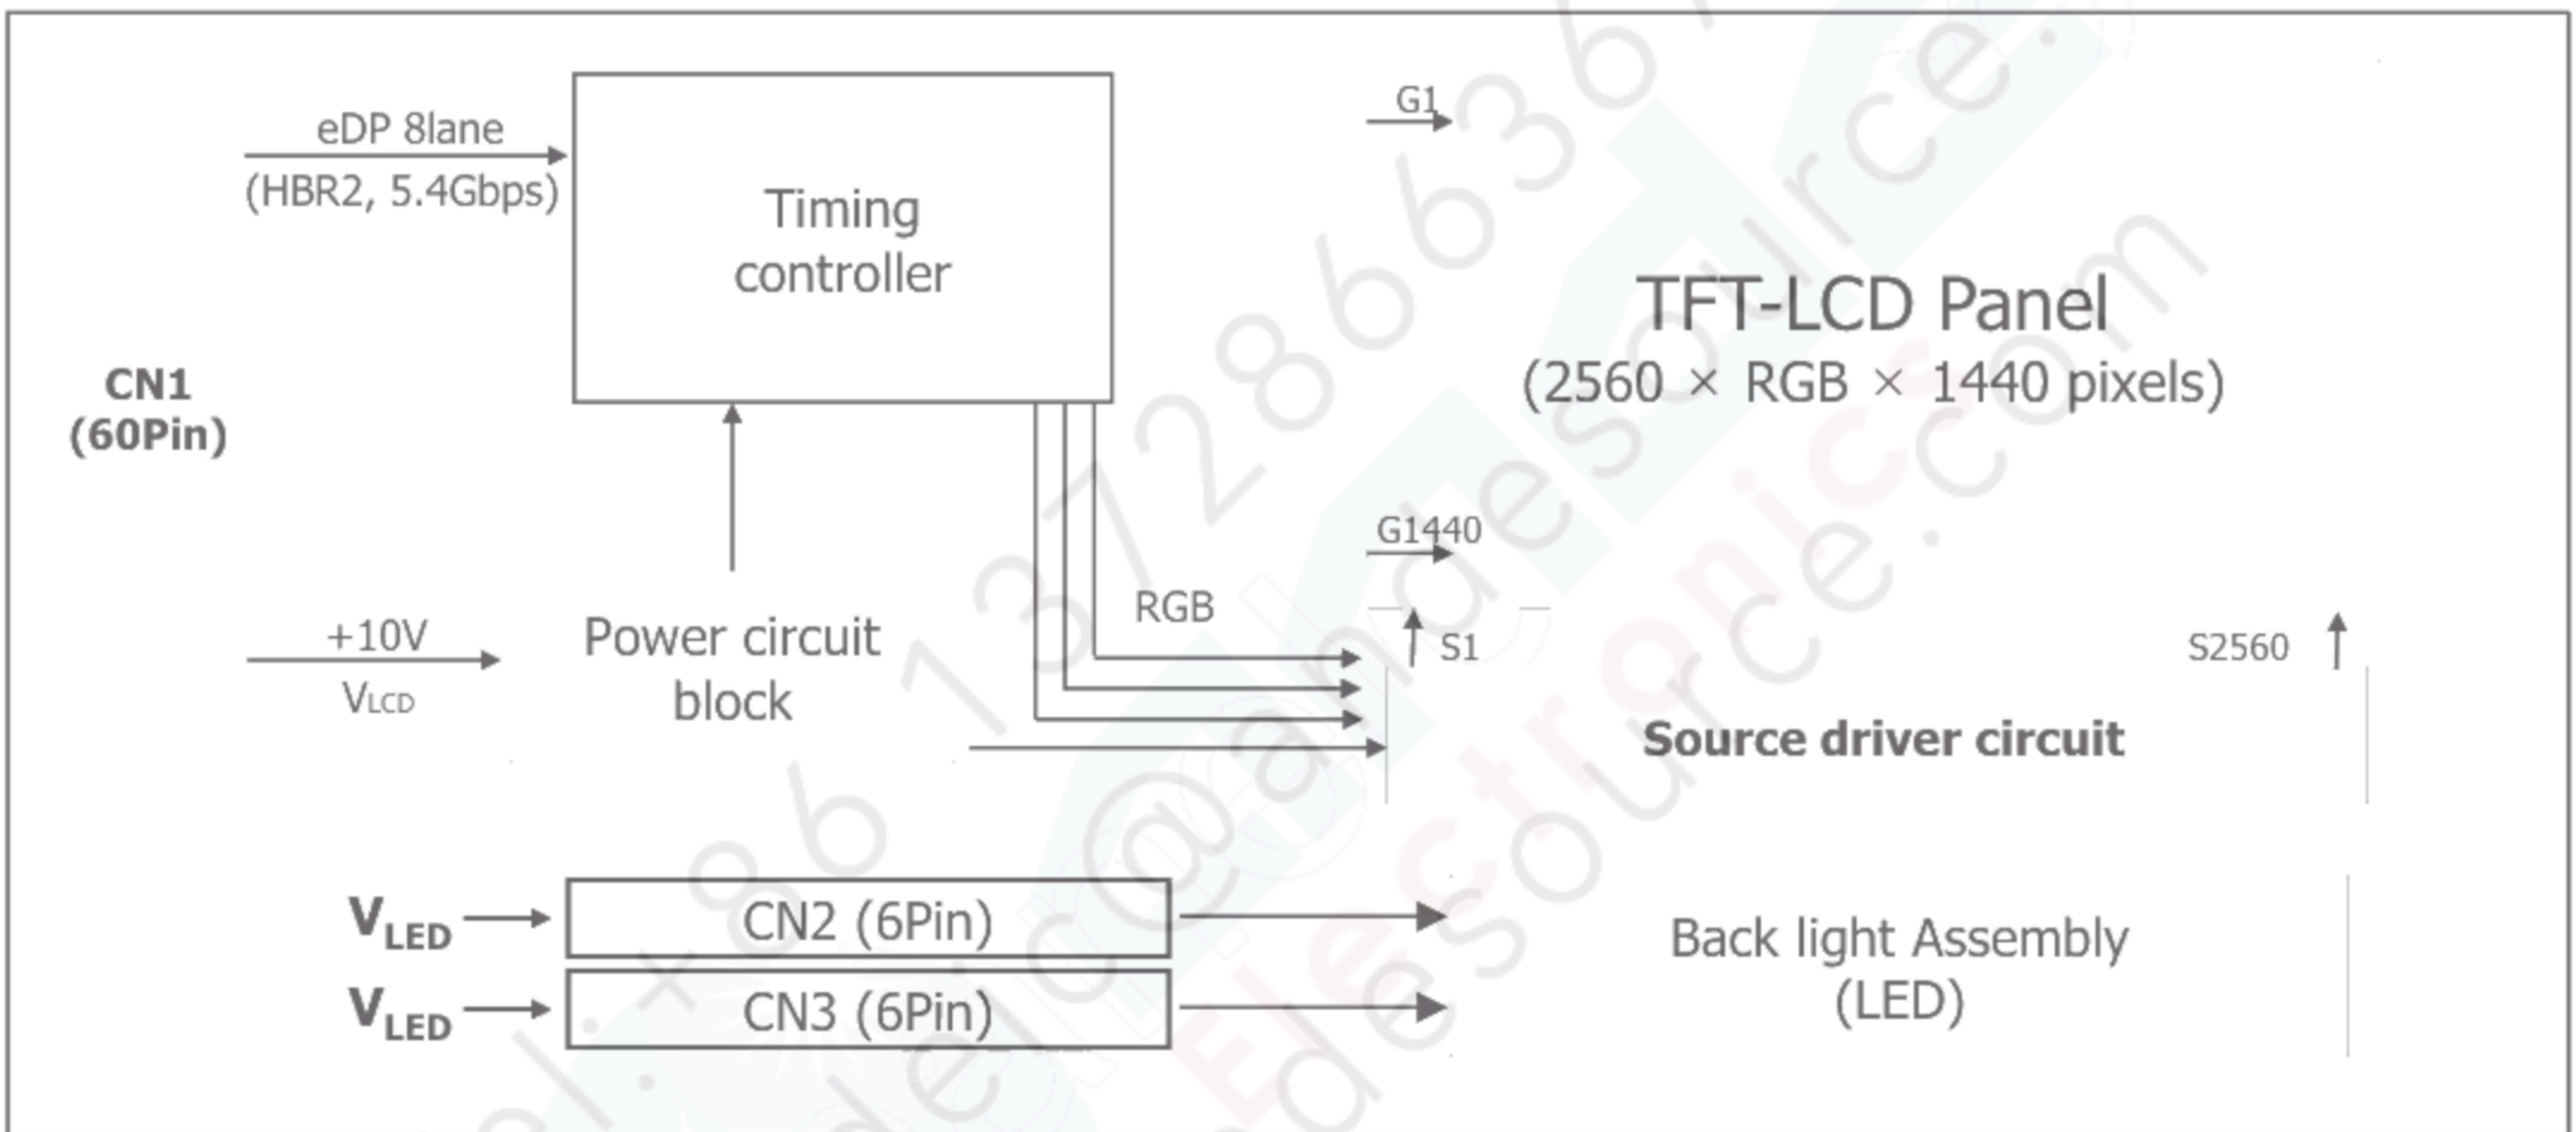 eDP 8lane
(HBR2, 5.4Gbps)
Timing
controller
G1
TFT-LCD Panel
(2560 × RGB × 1440 pixels)
CN1
(60Pin)
G1440
RGB
+10V
VLCD
Power circuit
block
S1
S2560
Source driver circuit
VLED
CN2 (6Pin)
VLED
CN3 (6Pin)
Back light Assembly
(LED)